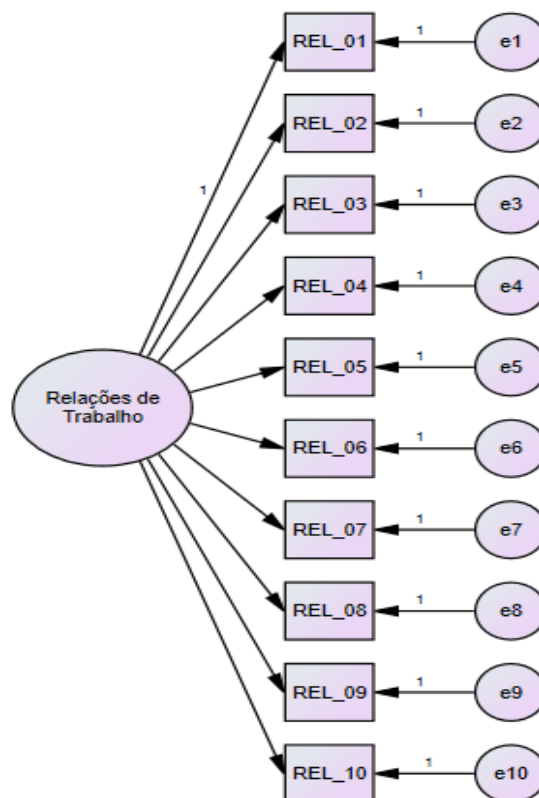 REL_01
1
e1
REL_02
1
e2
1
REL_03
1
e3
REL_04
1
e4
REL_05
1
e5
Relações de
Trabalho
REL_06
1
e6
REL_07
1
e7
REL_08
1
e8
REL_09
1
e9
REL_10
1
e10